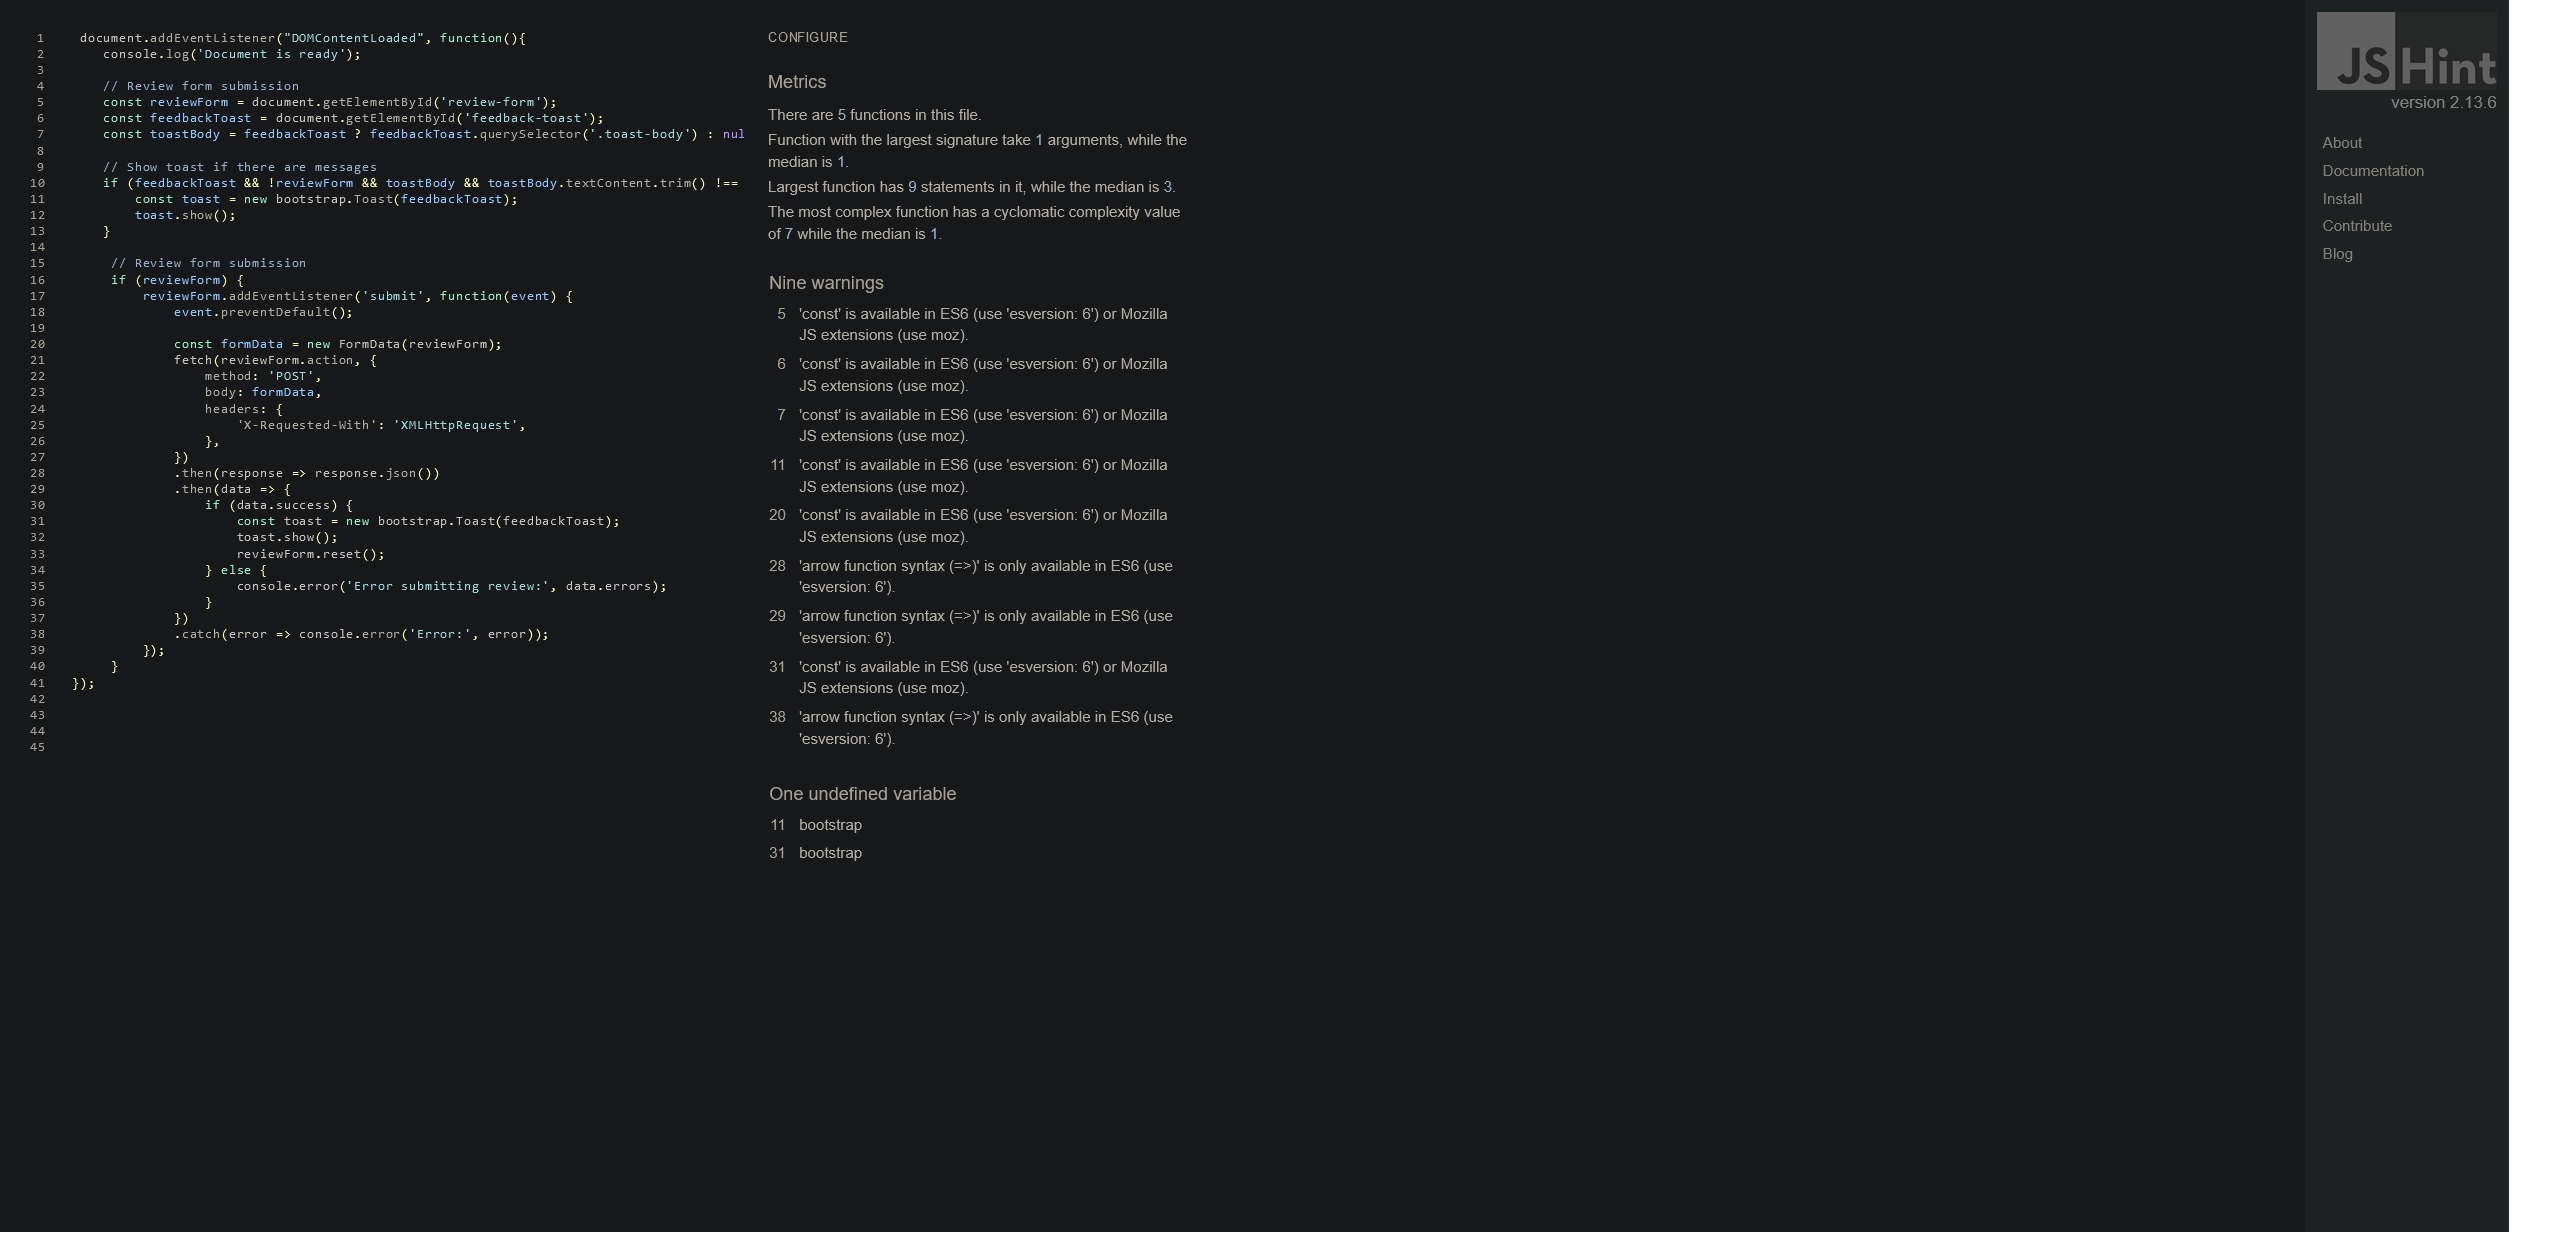 1 document.addEventListener("DOMContentLoaded", function(){
2 console.log('Document is ready');
3
4 // Review form submission
5 const reviewForm = document.getElementById('review-form');
6 const feedbackToast = document.getElementById('feedback-toast');
7 const toastBody = feedbackToast ? feedbackToast.querySelector('.toast-body') : nul
8
9 // Show toast if there are messages
10 if (feedbackToast && !reviewForm && toastBody && toastBody.textContent.trim() !==
11 const toast = new bootstrap.Toast(feedbackToast);
12 toast.show();
13 }
14
15 // Review form submission
16 if (reviewForm) {
17 reviewForm.addEventListener('submit', function(event) {
18 event.preventDefault();
19
20 const formData = new FormData(reviewForm);
21 fetch(reviewForm.action, {
22 method: 'POST',
23 body: formData,
24 headers: {
25 'X-Requested-With': 'XMLHttpRequest',
26 },
27 })
28 .then(response => response.json())
29 .then(data => {
30 if (data.success) {
31 const toast = new bootstrap.Toast(feedbackToast);
32 toast.show();
33 reviewForm.reset();
34 } else {
35 console.error('Error submitting review:', data.errors);
36 }
37 })
38 .catch(error => console.error('Error:', error));
39 });
40 }
41 });
42
43
44
45
CONFIGURE
Metrics
There are 5 functions in this file.
Function with the largest signature take 1 arguments, while the
median is 1.
Largest function has 9 statements in it, while the median is 3.
The most complex function has a cyclomatic complexity value
of 7 while the median is 1.
Nine warnings
5 'const' is available in ES6 (use 'esversion: 6') or Mozilla
JS extensions (use moz).
6 'const' is available in ES6 (use 'esversion: 6') or Mozilla
JS extensions (use moz).
7 'const' is available in ES6 (use 'esversion: 6') or Mozilla
JS extensions (use moz).
11 'const' is available in ES6 (use 'esversion: 6') or Mozilla
JS extensions (use moz).
20 'const' is available in ES6 (use 'esversion: 6') or Mozilla
JS extensions (use moz).
28 'arrow function syntax (=>)' is only available in ES6 (use
'esversion: 6').
29 'arrow function syntax (=>)' is only available in ES6 (use
'esversion: 6').
31 'const' is available in ES6 (use 'esversion: 6') or Mozilla
JS extensions (use moz).
38 'arrow function syntax (=>)' is only available in ES6 (use
'esversion: 6').
One undefined variable
11 bootstrap
31 bootstrap
JSHint
version 2.13.6
About
Documentation
Install
Contribute
Blog